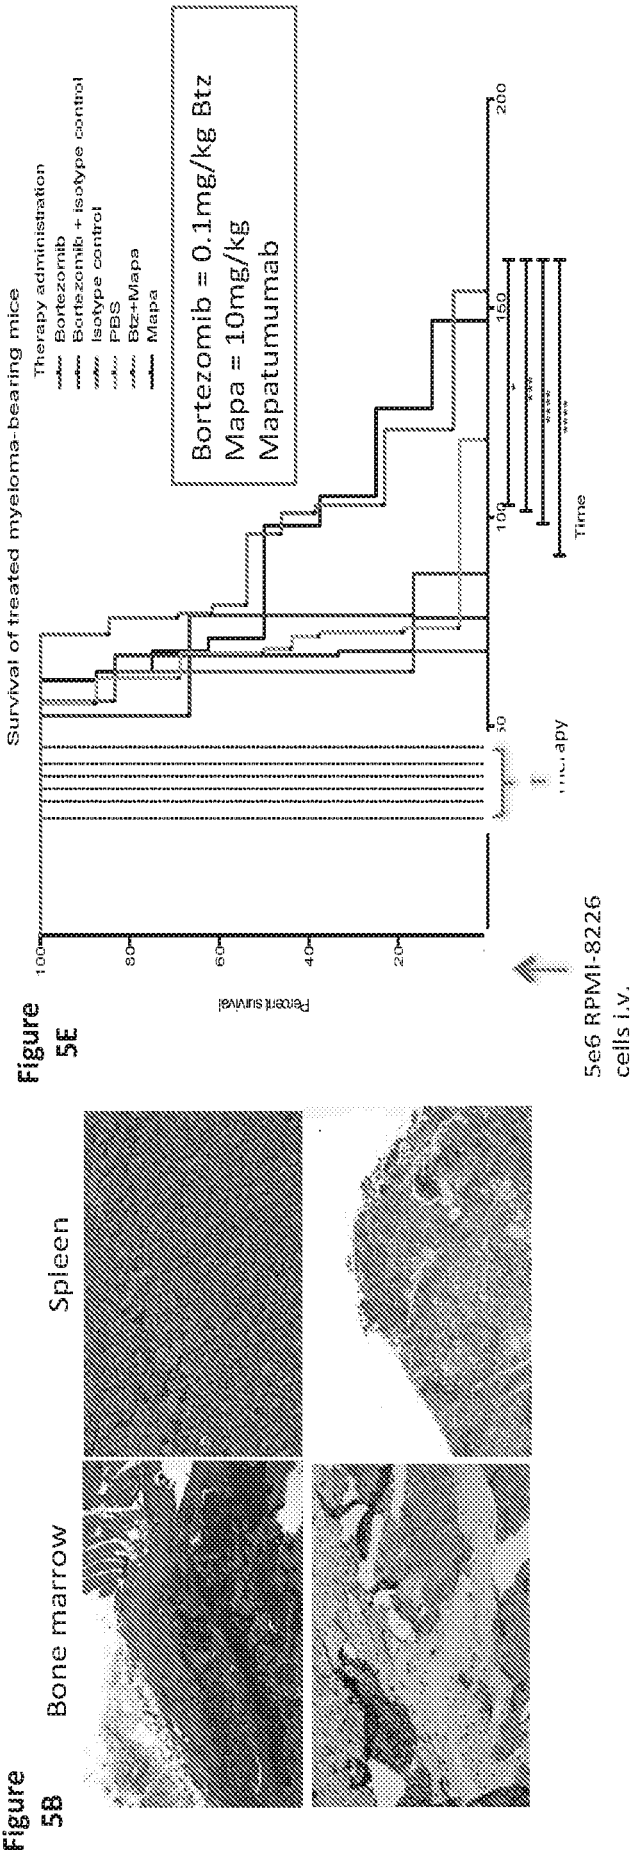 Figure
5B
Bone marrow
Spleen
Figure
5E
Survival of treated myeloma-bearing mice
Therapy administration
Bortezomib
Bortezomib + isotype control
Isotype control
PBS
Btz+Mapa
Mapa
Bortezomib = 0.1mg/kg Btz
Mapa = 10mg/kg
Mapatumumab
Percent survival
100
80
60
40
20
50
100
150
200
Time
*
***
****
****
Therapy
5e6 RPMI-8226
cells i.v.